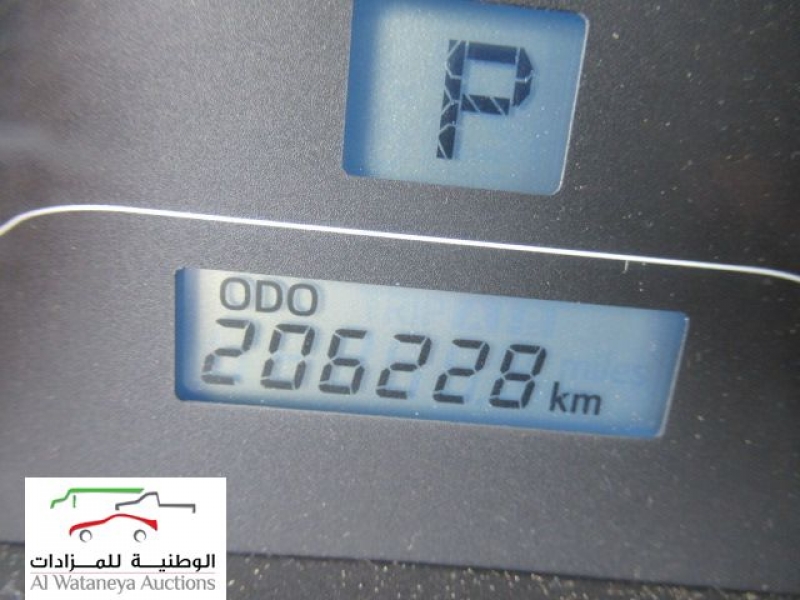 P
ODO
206228 km
الوطنية للمزادات
Al Wataneya Auctions